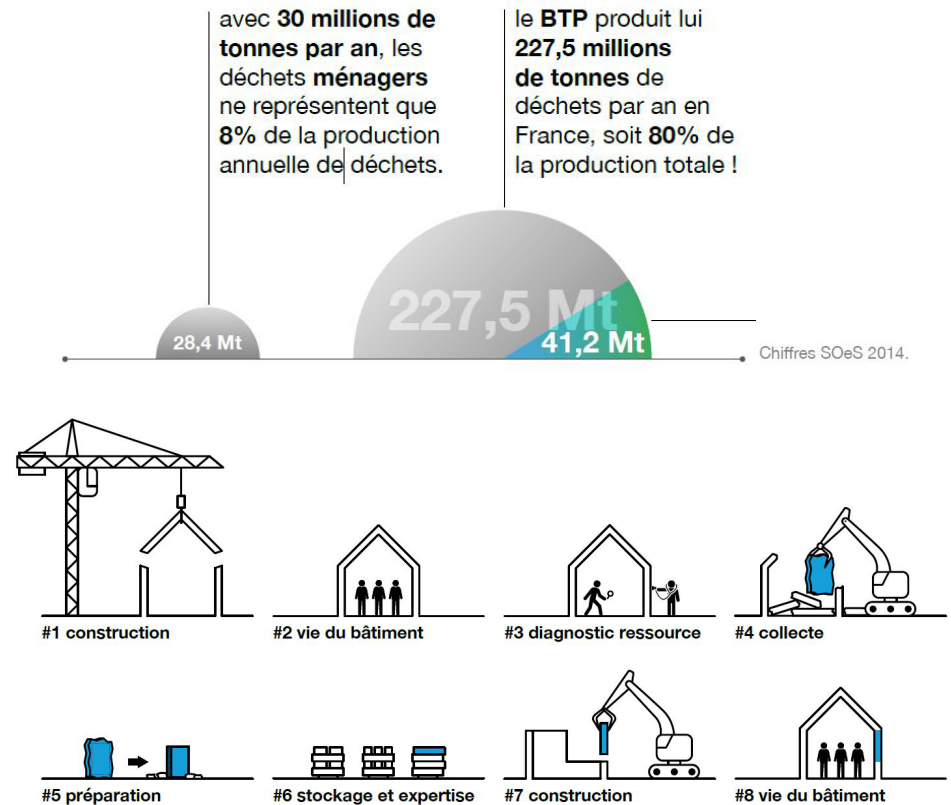 avec 30 millions de
tonnes par an, les
déchets ménagers
ne représentent que
8% de la production
annuelle de déchets.
le BTP produit lui
227,5 millions
de tonnes de
déchets par an en
France, soit 80% de
la production totale !
227,5 Mt
28,4 Mt
41,2 Mt
Chiffres SOeS 2014.
#1 construction
#2 vie du bâtiment
#3 diagnostic ressource
#4 collecte
#5 préparation
#6 stockage et expertise
#7 construction
#8 vie du bâtiment